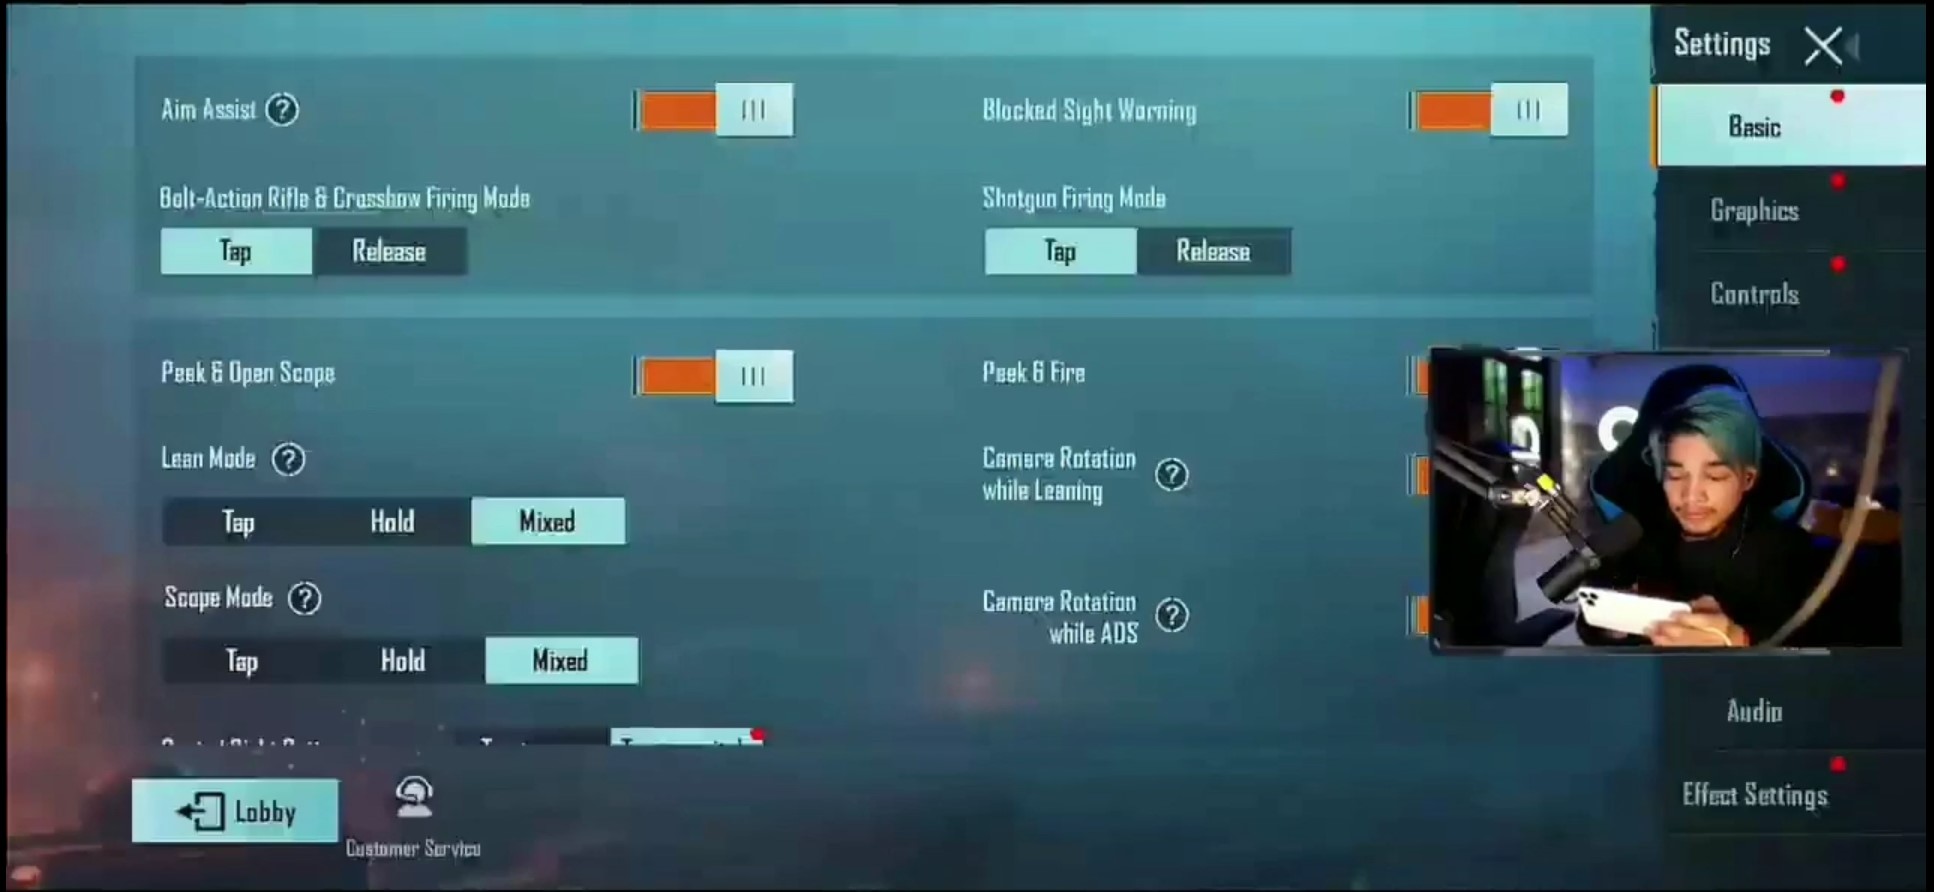 Settings
Aim Assist ?
Blocked Sight Warning
Basic
Bolt-Action Rifle & Crossbow Firing Mode
Shotgun Firing Mode
Graphics
Tap Release
Tap Release
Controls
Peek & Open Scope
Peek & Fire
Lean Mode ?
Camera Rotation
while Leaning ?
Tap Hold Mixed
Scope Mode ?
Camera Rotation
while ADS ?
Tap Hold Mixed
Audio
Effect Settings
Lobby
Customer Service